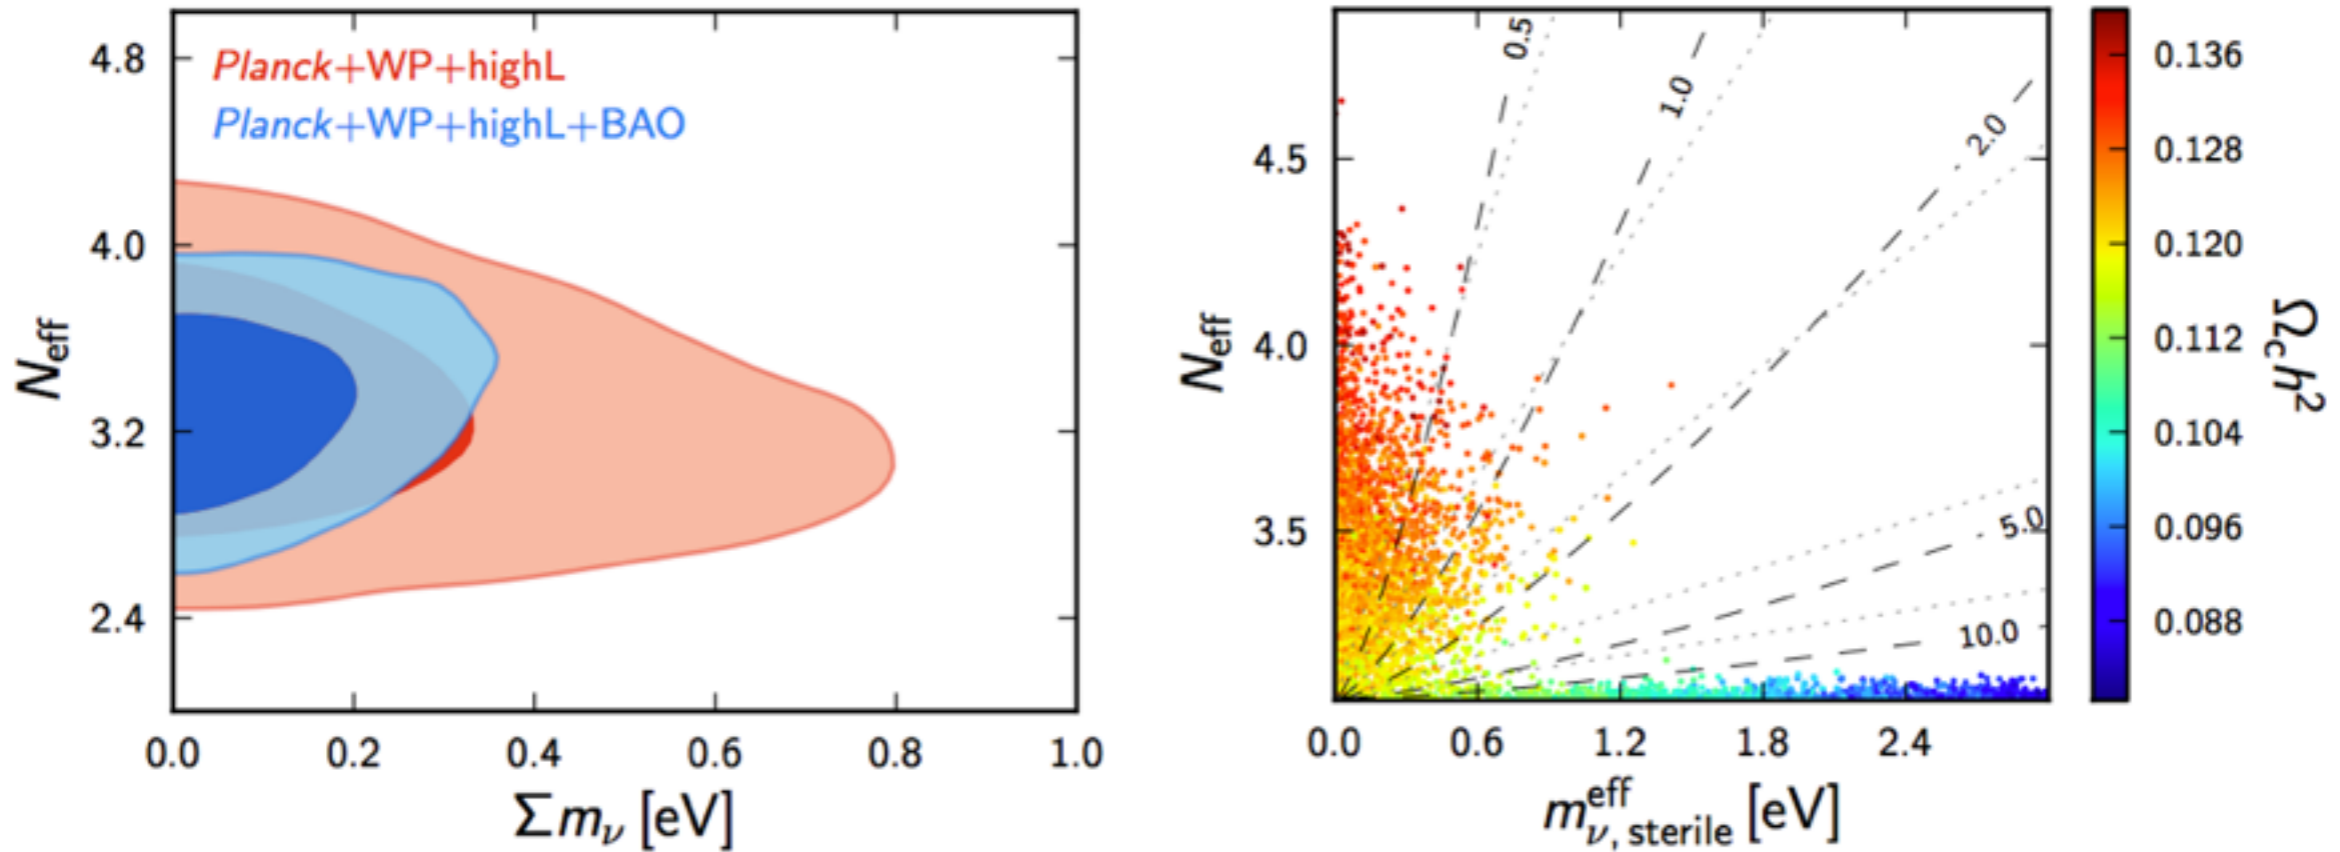 Planck+WP+highL
Planck+WP+highL+BAO
4.8
4.0
3.2
2.4
N_eff
0.0 0.2 0.4 0.6 0.8 1.0
Σm_ν [eV]
0.5
1.0
2.0
5.0
10.0
4.5
4.0
3.5
N_eff
0.0 0.6 1.2 1.8 2.4
m^eff_ν, sterile [eV]
0.136
0.128
0.120
0.112
0.104
0.096
0.088
Ω_c h²